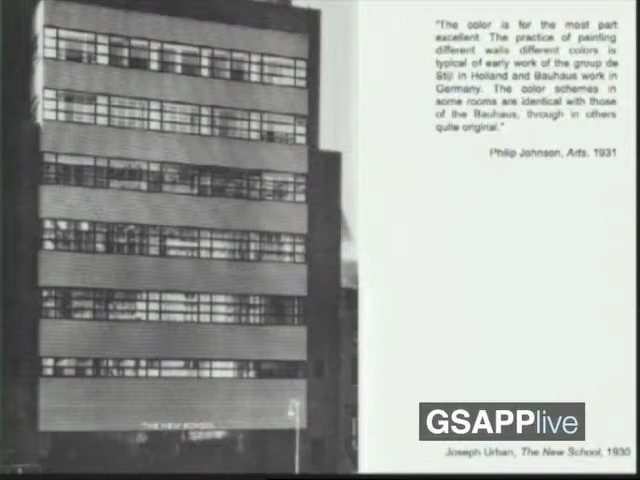 "The color is for the most part
excellent. The practice of painting
different walls different colors is
typical of early work of the group de
Stijl in Holland and Bauhaus work in
Germany. The color schemes in
some rooms are identical with those
of the Bauhaus, through in others
quite original."
Philip Johnson, Arts, 1931
THE NEW SCHOOL
GSAPPlive
Joseph Urban, The New School, 1930